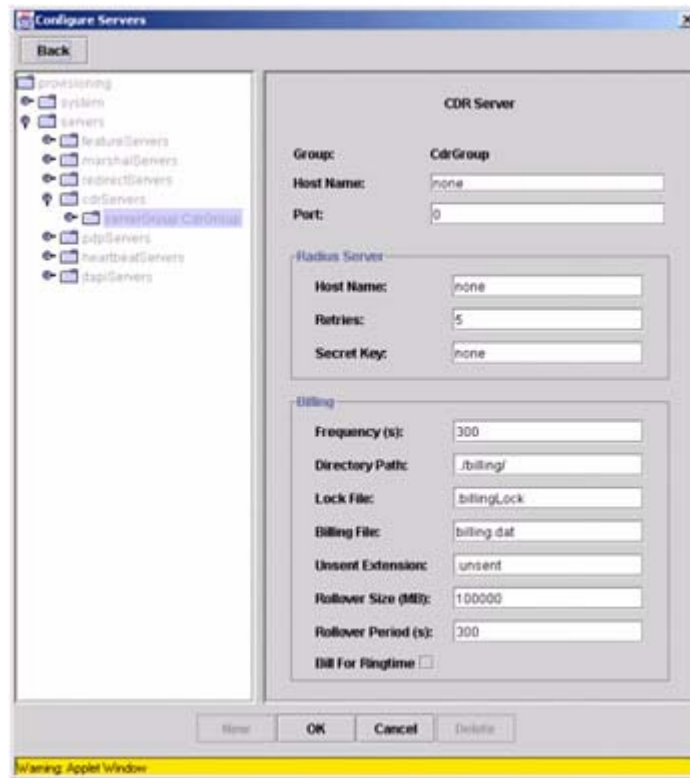 Configure Servers
Back
provisioning
system
servers
featureServers
marshalServers
redirectServers
cdrServers
serverGroup:CdrGroup
pdpServers
heartbeatServers
dapiServers
CDR Server
Group: CdrGroup
Host Name: none
Port: 0
Radius Server
Host Name: none
Retries: 5
Secret Key: none
Billing
Frequency (s): 300
Directory Path: ./billing/
Lock File: .billingLock
Billing File: billing.dat
Unsent Extension: .unsent
Rollover Size (MB): 100000
Rollover Period (s): 300
Bill For Ringtime
New OK Cancel Delete
Warning: Applet Window